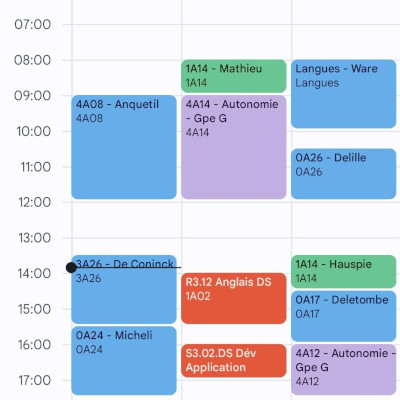 07:00
08:00
09:00
10:00
11:00
12:00
13:00
14:00
15:00
16:00
17:00
4A08 - Anquetil
4A08
3A26 - De Coninck
3A26
0A24 - Micheli
0A24
1A14 - Mathieu
1A14
4A14 - Autonomie
- Gpe G
4A14
R3.12 Anglais DS
1A02
S3.02.DS Dév
Application
Langues - Ware
Langues
0A26 - Delille
0A26
1A14 - Hauspie
1A14
0A17 - Deletombe
0A17
4A12 - Autonomie -
Gpe G
4A12